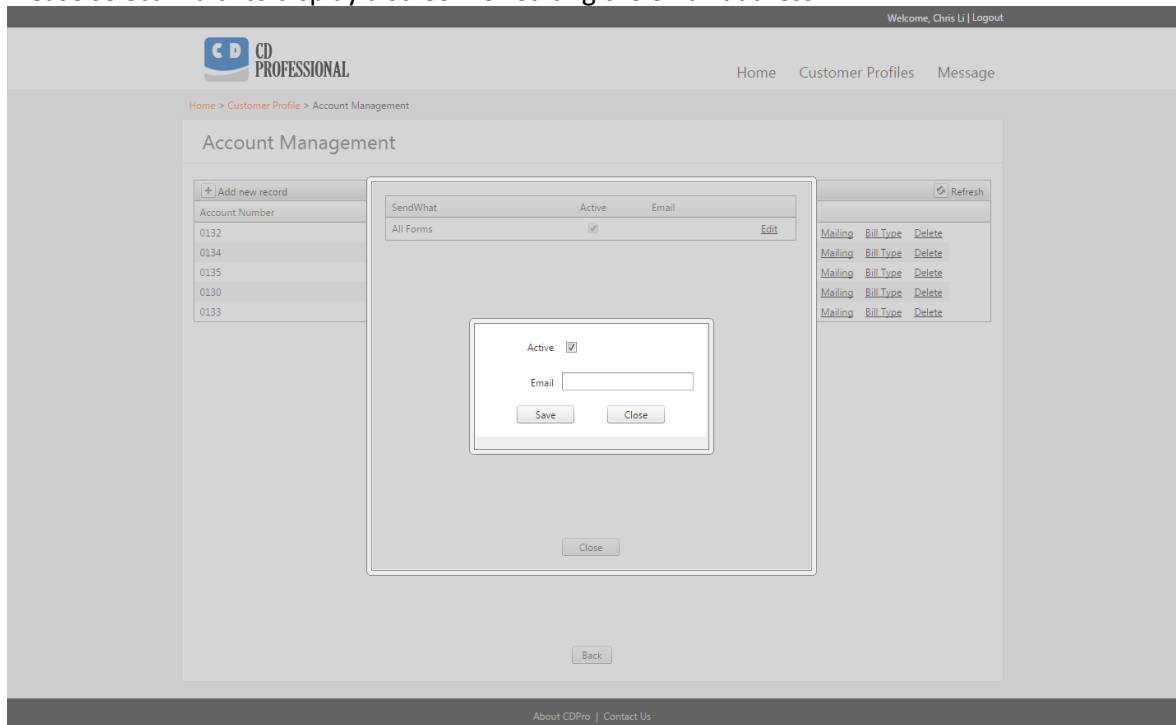 Welcome, Chris Li | Logout
CD CD
PROFESSIONAL
Home Customer Profiles Message
Home > Customer Profile > Account Management
Account Management
Add new record Refresh
SendWhat Active Email
Account Number
All Forms Edit
0132 Mailing Bill Type Delete
0134 Mailing Bill Type Delete
0135 Mailing Bill Type Delete
0130 Mailing Bill Type Delete
0133 Mailing Bill Type Delete
Active
Email
Save Close
Close
Back
About CDPro | Contact Us